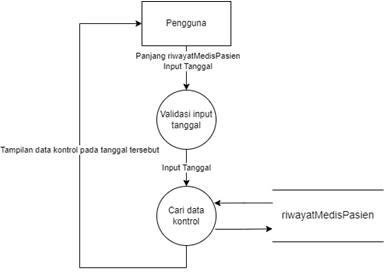 Pengguna
Panjang riwayatMedisPasien
Input Tanggal
Validasi input
tanggal
Tampilan data kontrol pada tanggal tersebut
Input Tanggal
Cari data
kontrol
riwayatMedisPasien